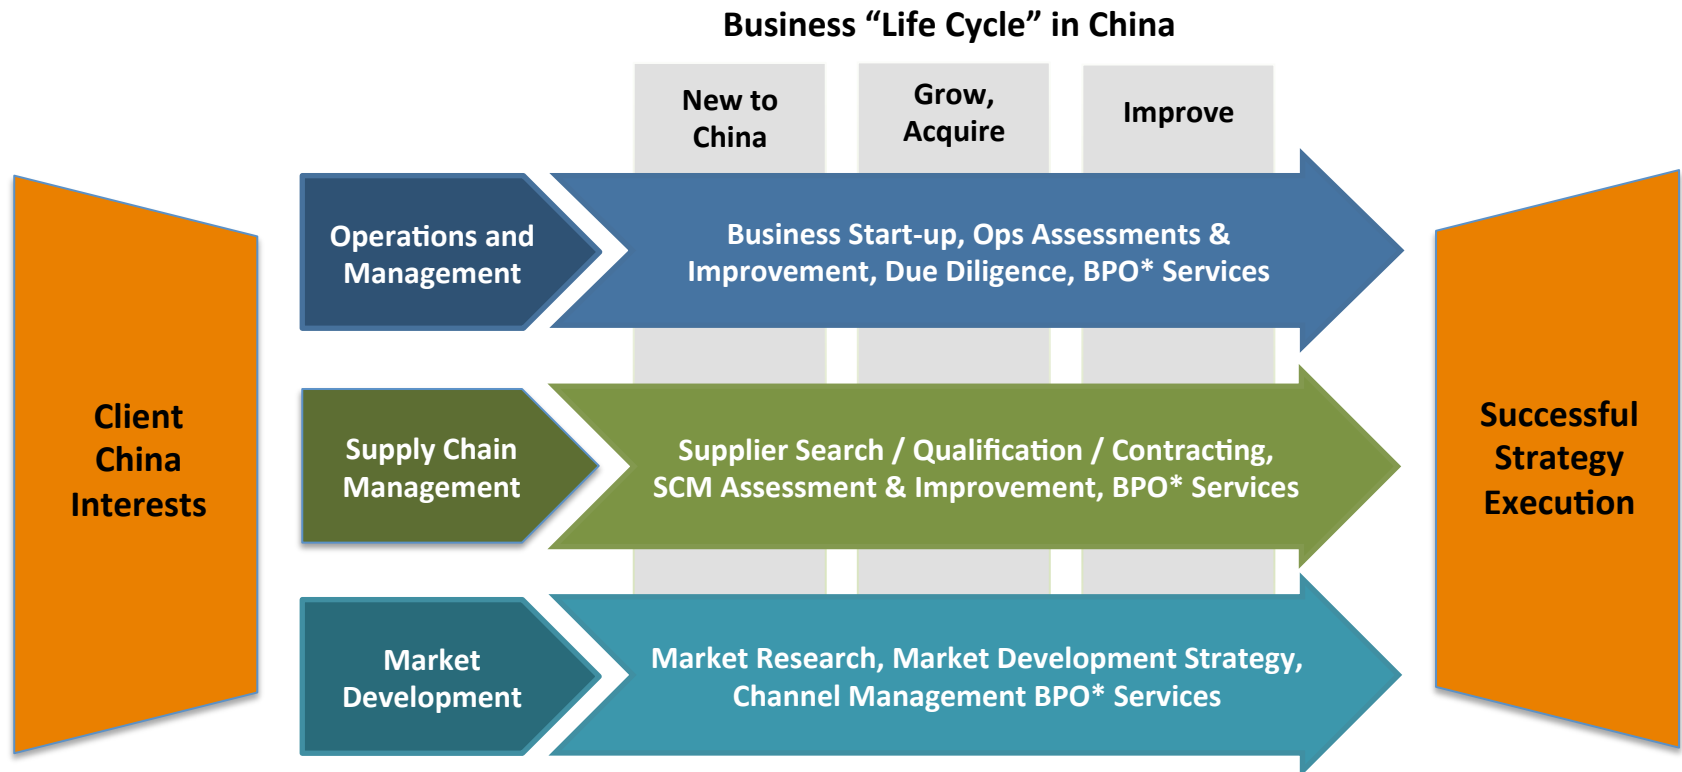 Business “Life Cycle” in China
New to
China
Grow,
Acquire
Improve
Client
China
Interests
Operations and
Management
Business Start-up, Ops Assessments &
Improvement, Due Diligence, BPO* Services
Supply Chain
Management
Supplier Search / Qualification / Contracting,
SCM Assessment & Improvement, BPO* Services
Market
Development
Market Research, Market Development Strategy,
Channel Management BPO* Services
Successful
Strategy
Execution